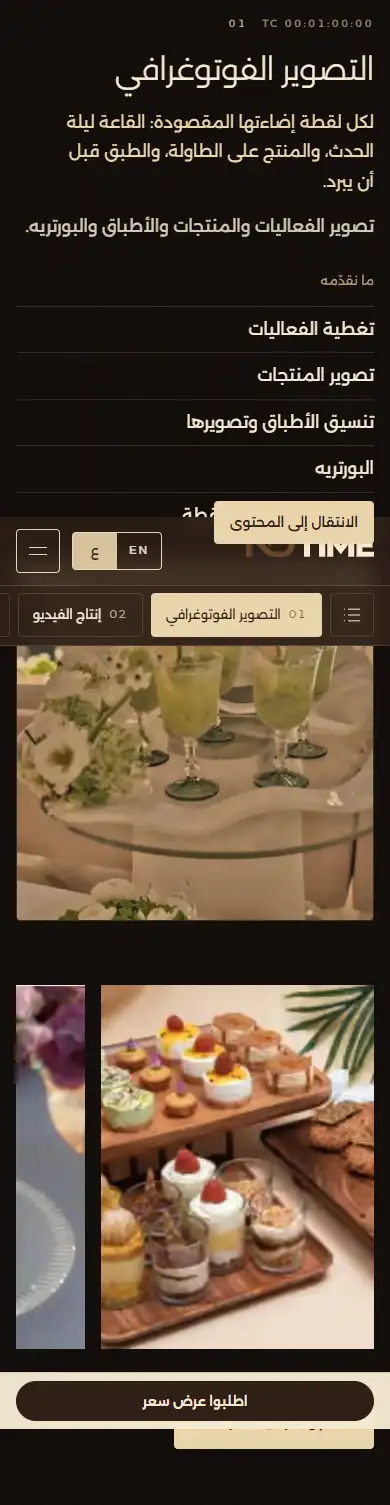 01 TC 00:01:00:00
التصوير الفوتوغرافي
لكل لقطة إضاءتها المقصودة: القاعة ليلة
الحدث، والمنتج على الطاولة، والطبق قبل
أن يبرد.
تصوير الفعاليات والمنتجات والأطباق والبورتريه.
ما نقدّمه
تغطية الفعاليات
تصوير المنتجات
تنسيق الأطباق وتصويرها
البورتريه
الانتقال إلى المحتوى
TIME
EN ع
01 التصوير الفوتوغرافي
02 إنتاج الفيديو
اطلبوا عرض سعر